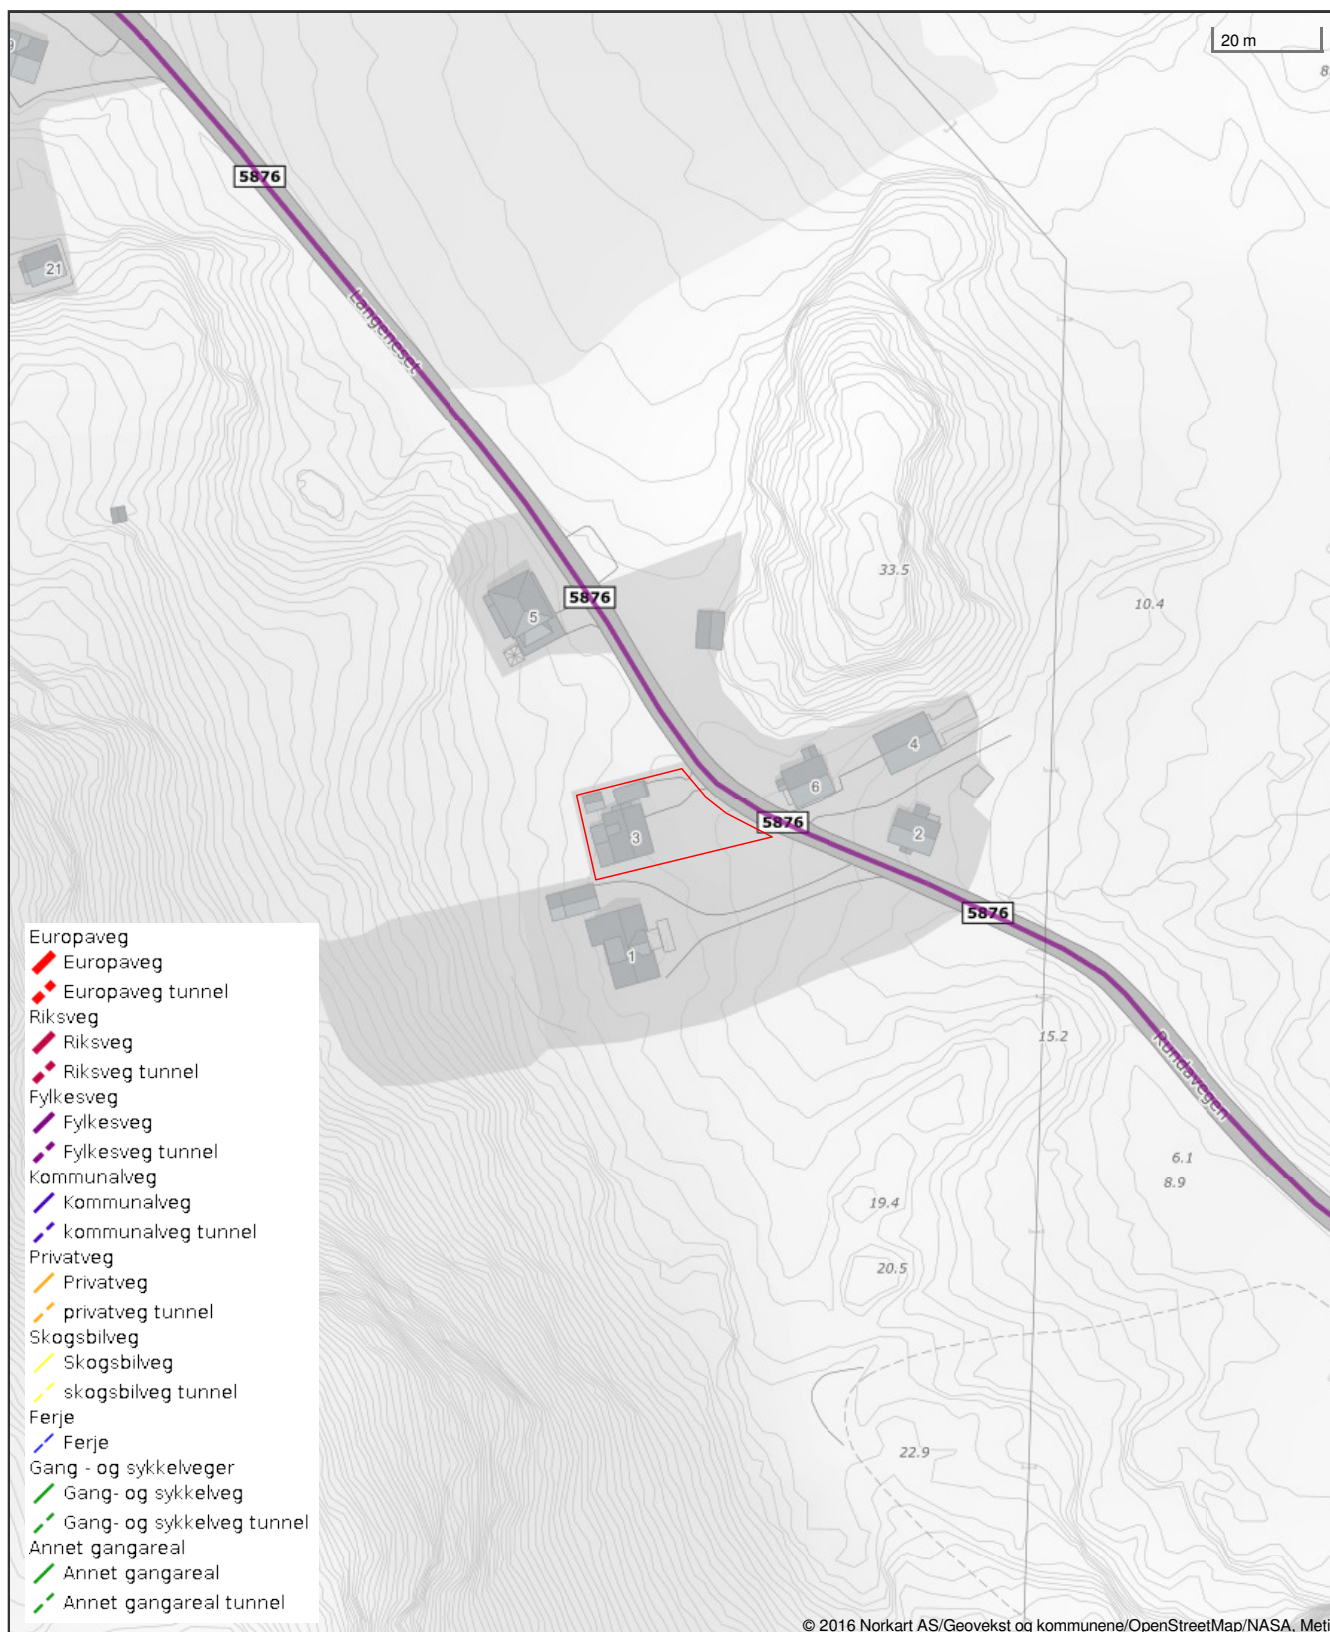 20 m
5876
21
Langeneset
33.5
10.4
5
5876
4
6
5876
3
2
5876
1
15.2
Rundavegen
6.1
8.9
19.4
20.5
22.9
Europaveg
Europaveg
Europaveg tunnel
Riksveg
Riksveg
Riksveg tunnel
Fylkesveg
Fylkesveg
Fylkesveg tunnel
Kommunalveg
Kommunalveg
kommunalveg tunnel
Privatveg
Privatveg
privatveg tunnel
Skogsbilveg
Skogsbilveg
skogsbilveg tunnel
Ferje
Ferje
Gang - og sykkelveger
Gang- og sykkelveg
Gang- og sykkelveg tunnel
Annet gangareal
Annet gangareal
Annet gangareal tunnel
© 2016 Norkart AS/Geovekst og kommunene/OpenStreetMap/NASA, Meti